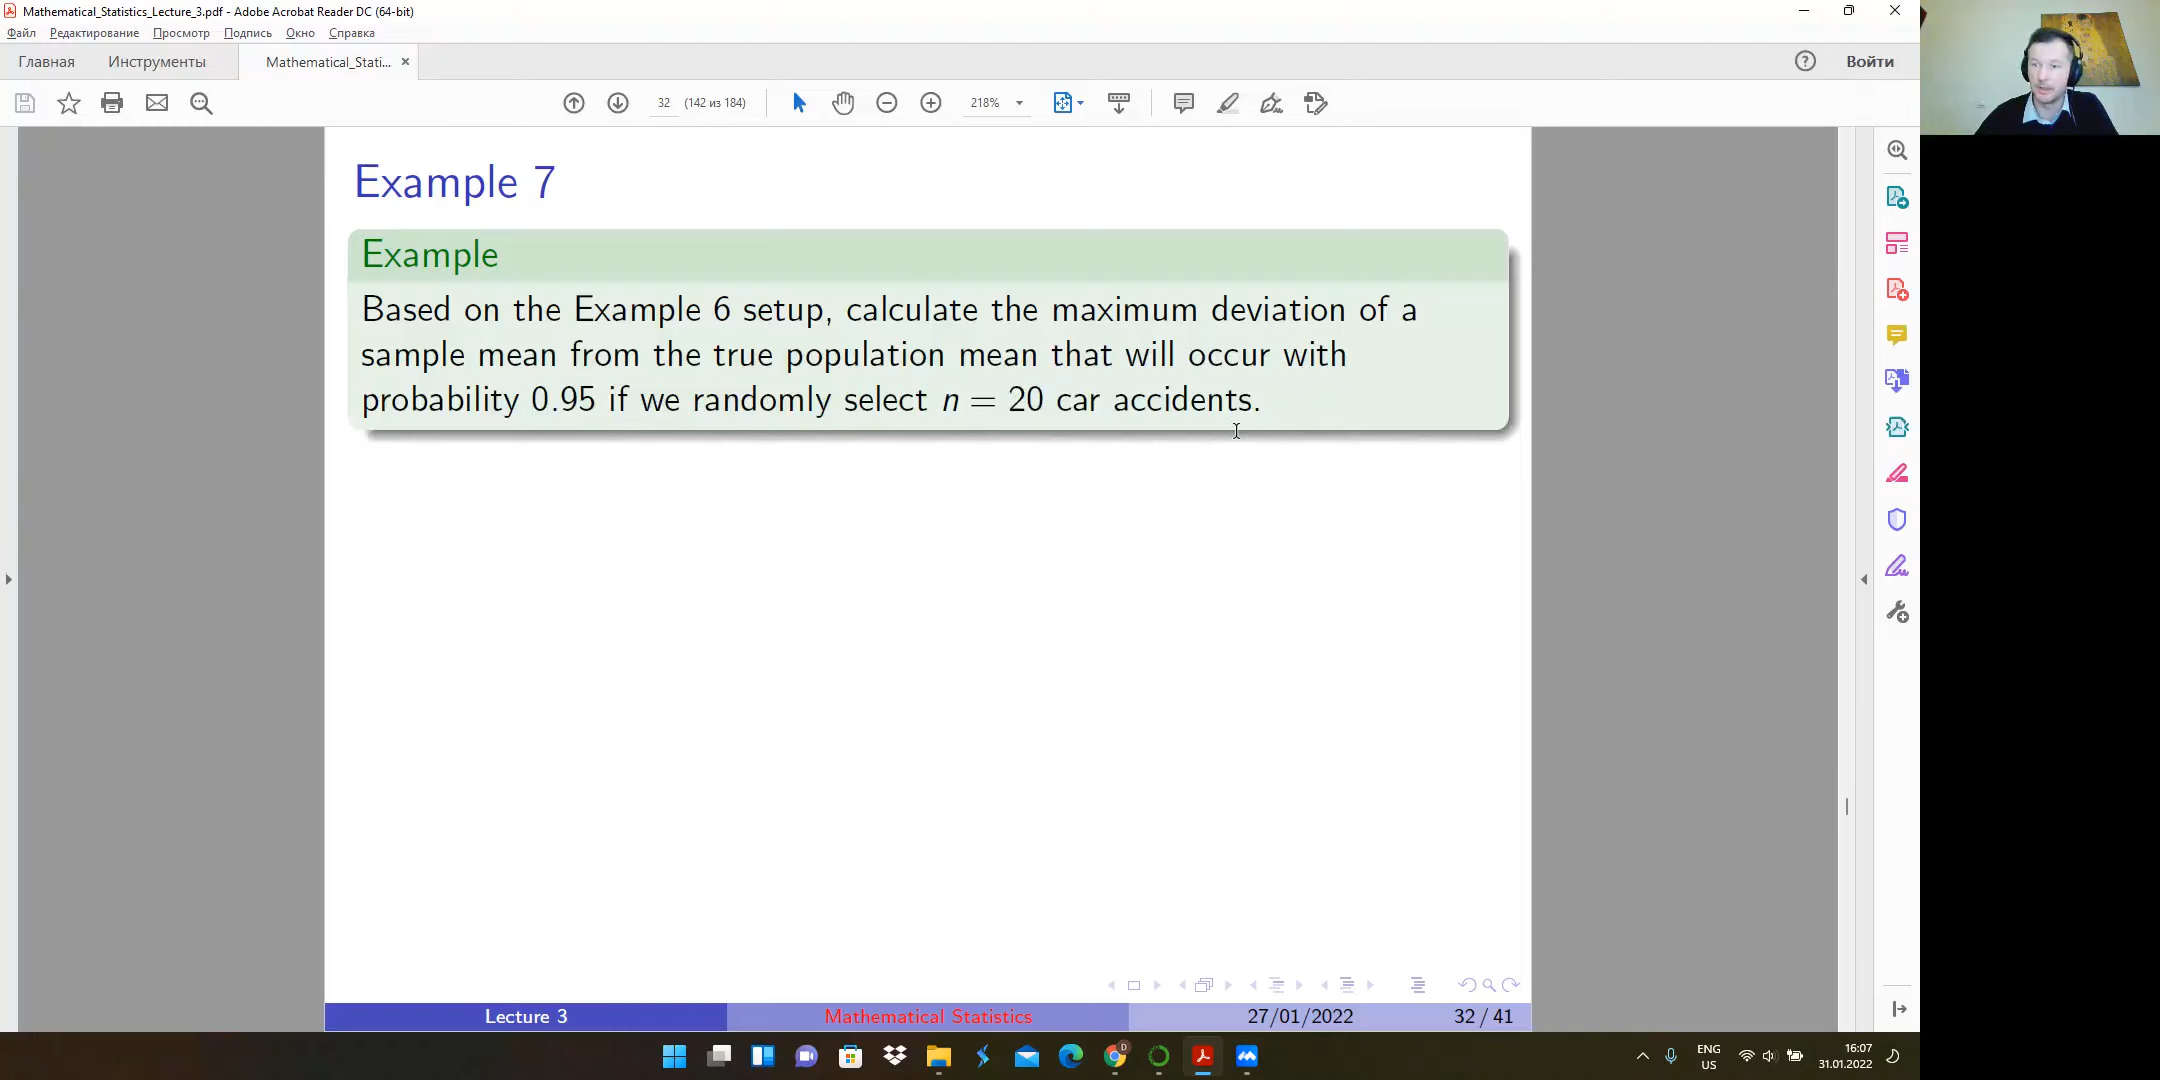 Mathematical_Statistics_Lecture_3.pdf - Adobe Acrobat Reader DC (64-bit)
Файл Редактирование Просмотр Подпись Окно Справка
Главная Инструменты Mathematical_Stati... × Войти
32 (142 из 184) 218%
Example 7
Example
Based on the Example 6 setup, calculate the maximum deviation of a
sample mean from the true population mean that will occur with
probability 0.95 if we randomly select n = 20 car accidents.
Lecture 3 Mathematical Statistics 27/01/2022 32 / 41
ENG
US
16:07
31.01.2022